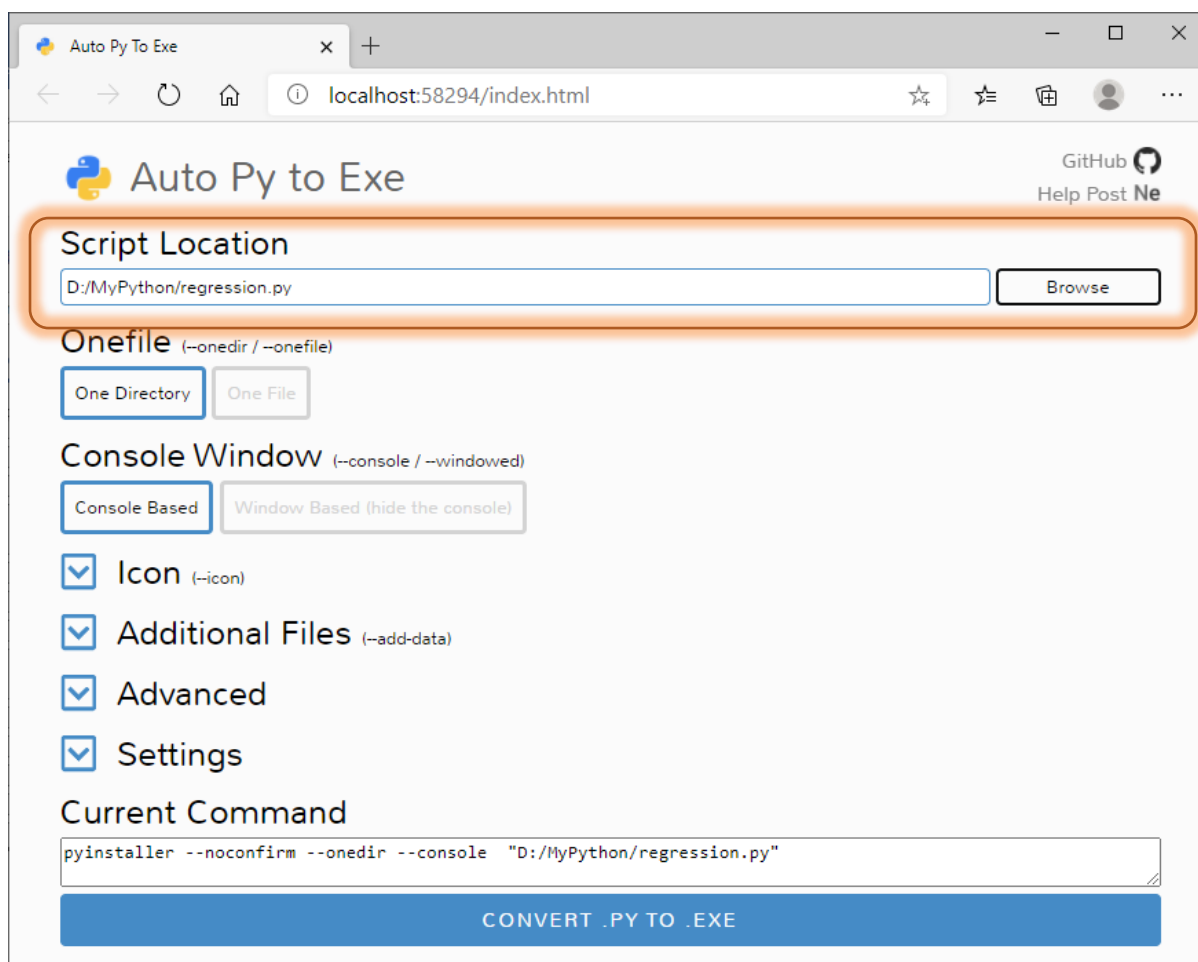 Auto Py To Exe
localhost:58294/index.html
Auto Py to Exe
GitHub
Help Post Ne
Script Location
D:/MyPython/regression.py
Browse
Onefile (--onedir / --onefile)
One Directory
One File
Console Window (--console / --windowed)
Console Based
Window Based (hide the console)
Icon (--icon)
Additional Files (--add-data)
Advanced
Settings
Current Command
pyinstaller --noconfirm --onedir --console  "D:/MyPython/regression.py"
CONVERT .PY TO .EXE